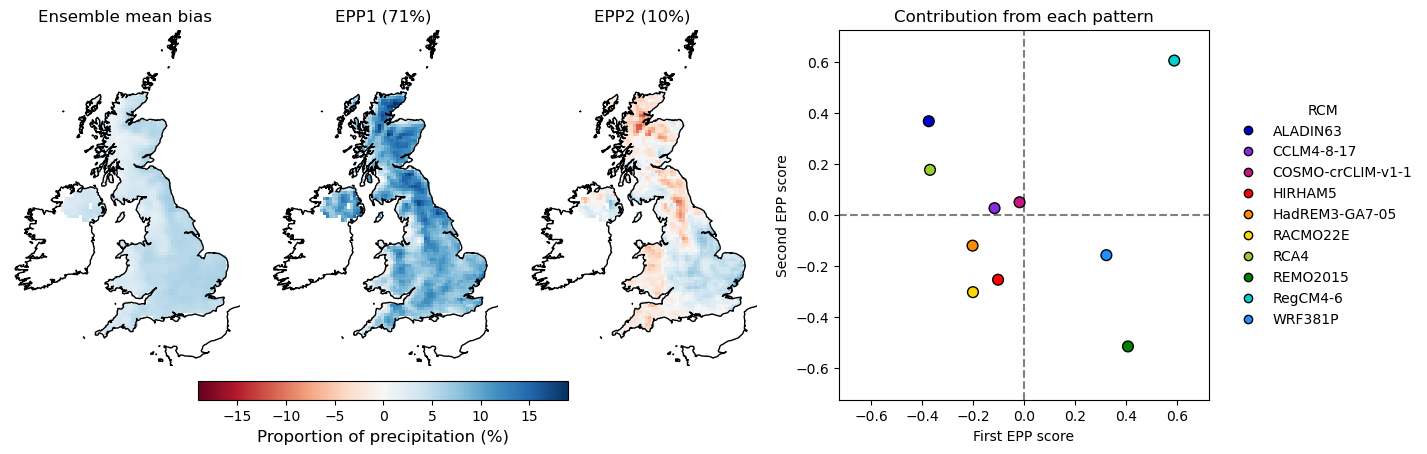 Ensemble mean bias
EPP1 (71%)
EPP2 (10%)
Contribution from each pattern
−15 −10 −5 0 5 10 15
Proportion of precipitation (%)
Second EPP score
0.6
0.4
0.2
0.0
−0.2
−0.4
−0.6
−0.6 −0.4 −0.2 0.0 0.2 0.4 0.6
First EPP score
RCM
ALADIN63
CCLM4-8-17
COSMO-crCLIM-v1-1
HIRHAM5
HadREM3-GA7-05
RACMO22E
RCA4
REMO2015
RegCM4-6
WRF381P